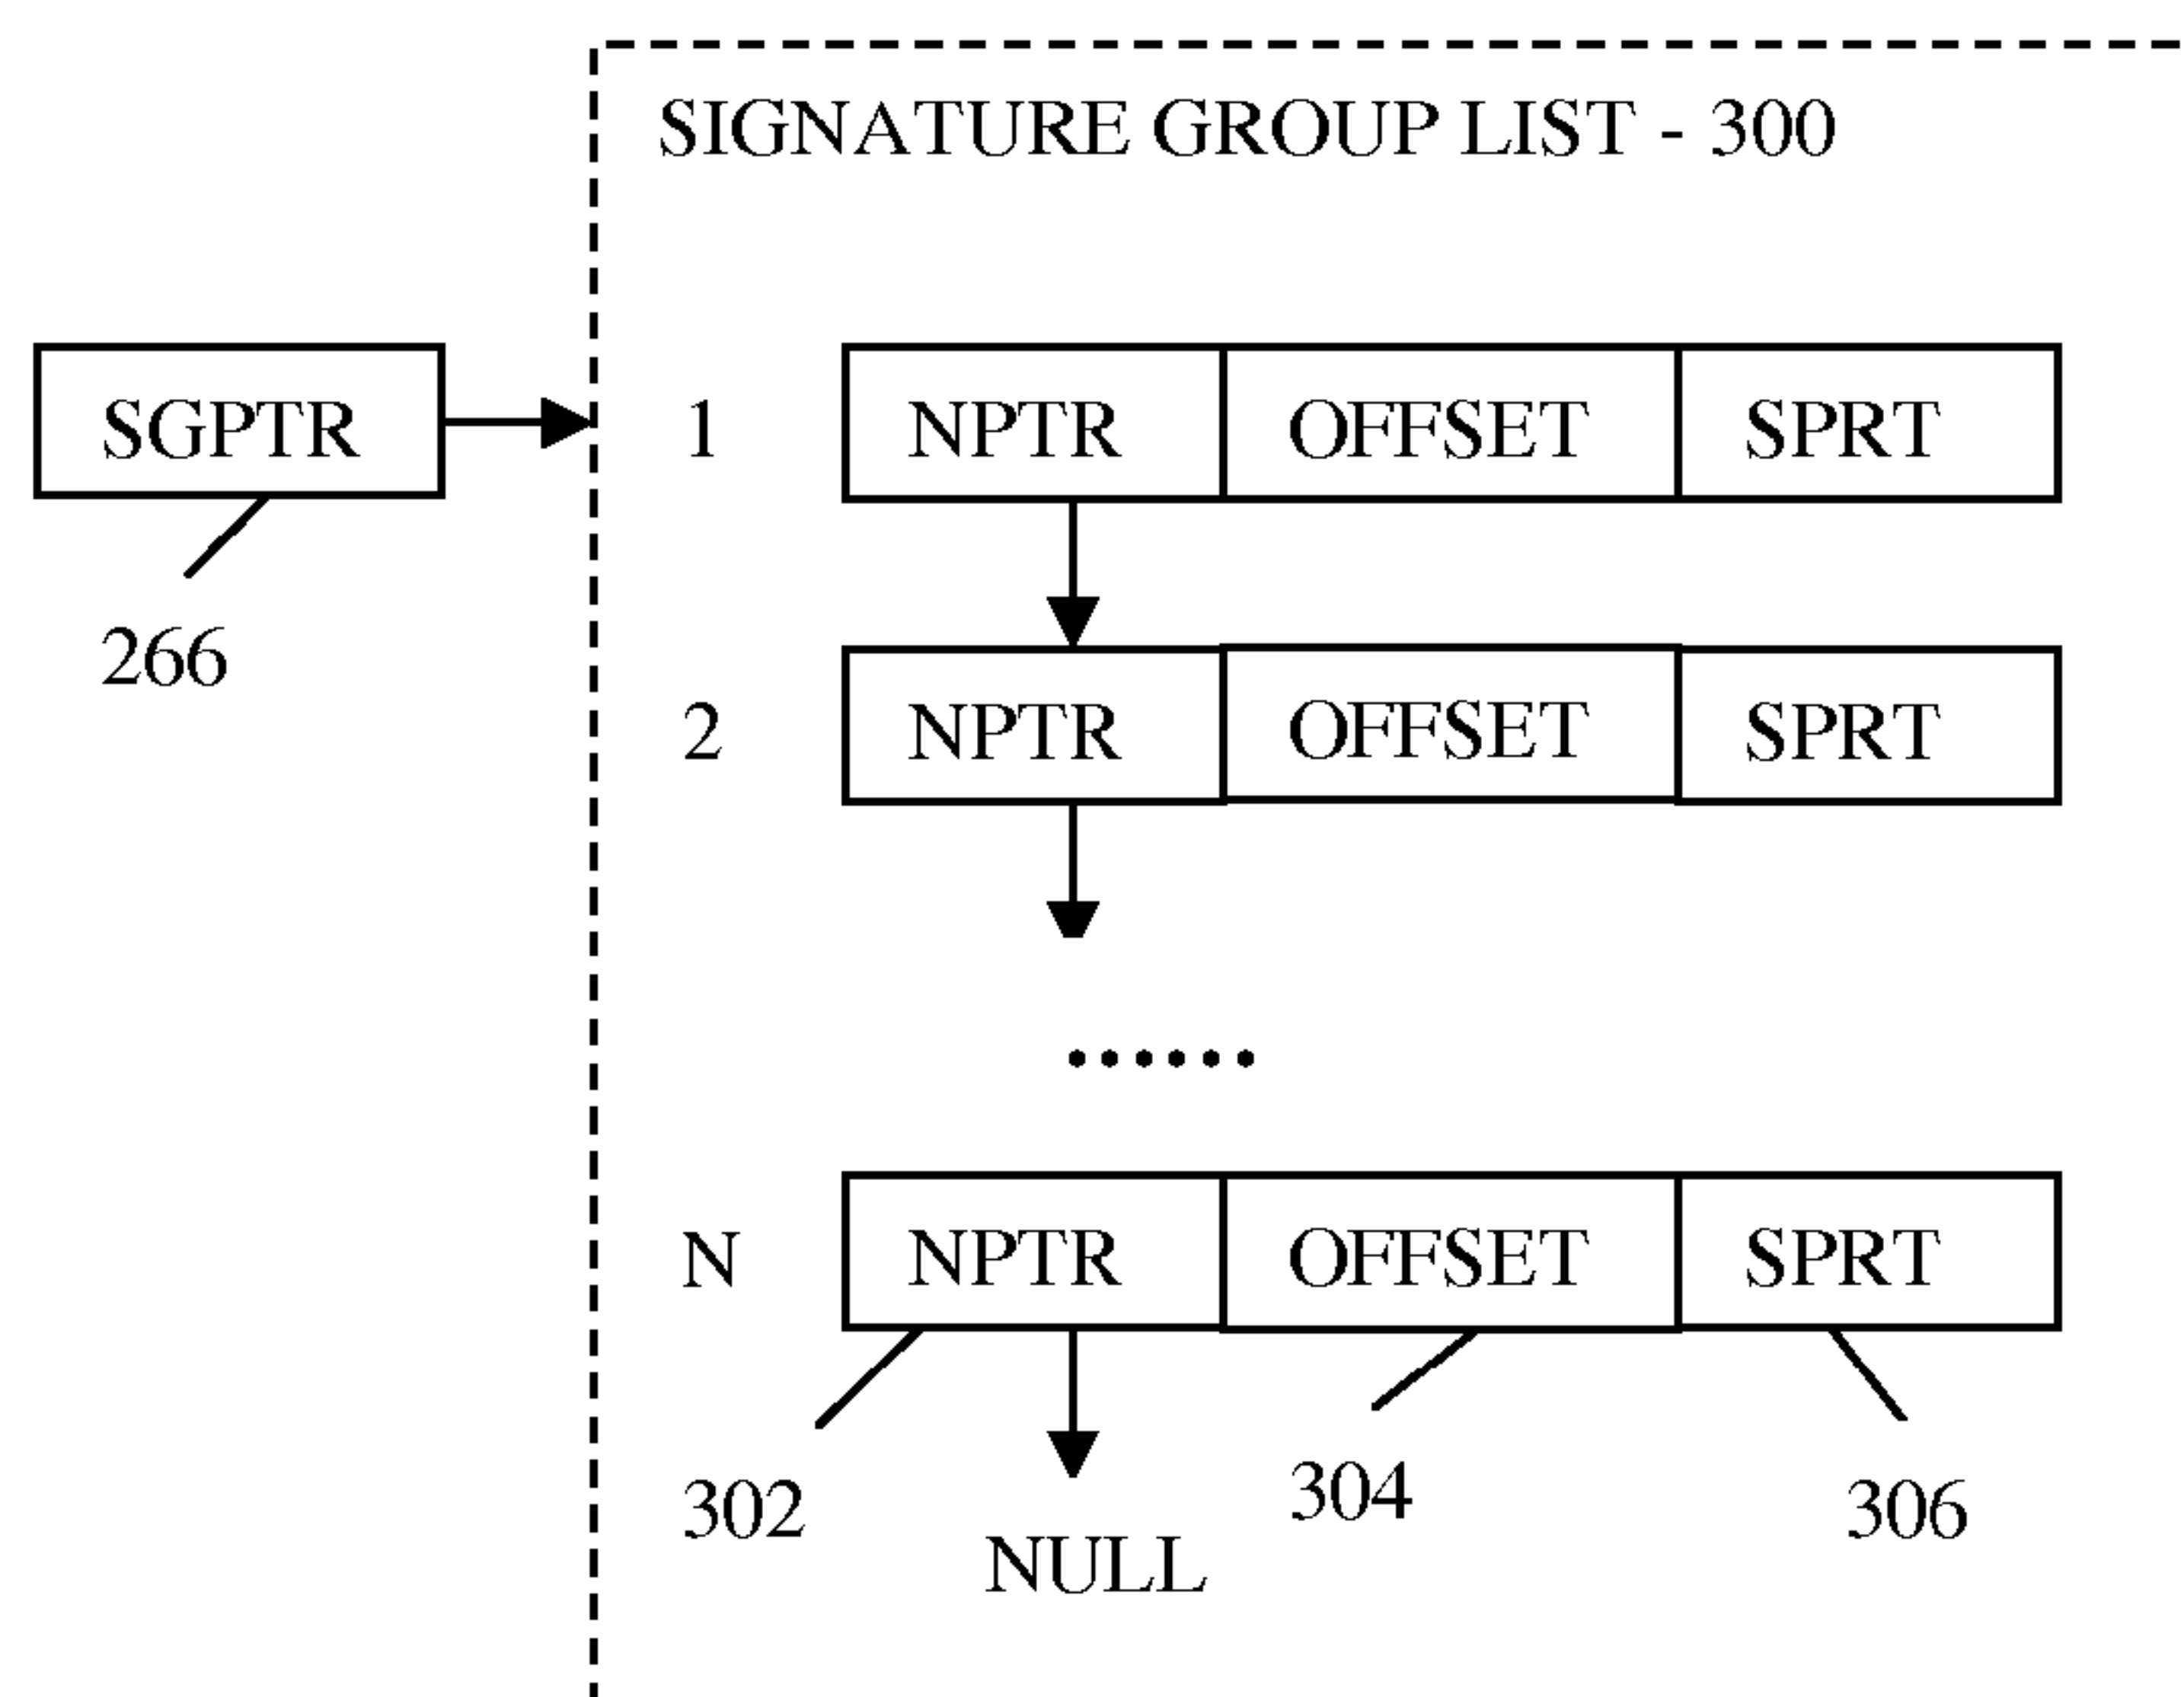 SIGNATURE GROUP LIST - 300
SGPTR 1 NPTR OFFSET SPRT
266
2 NPTR OFFSET SPRT
......
N NPTR OFFSET SPRT
302 304 306
NULL